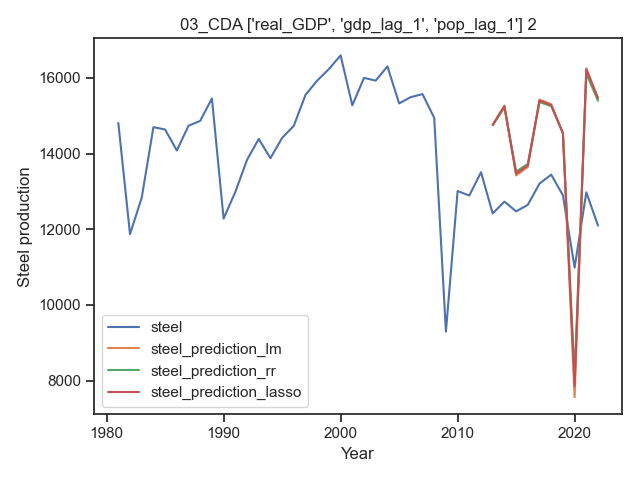 03_CDA ['real_GDP', 'gdp_lag_1', 'pop_lag_1'] 2
16000
14000
12000
10000
8000
Steel production
steel
steel_prediction_lm
steel_prediction_rr
steel_prediction_lasso
1980
1990
2000
2010
2020
Year